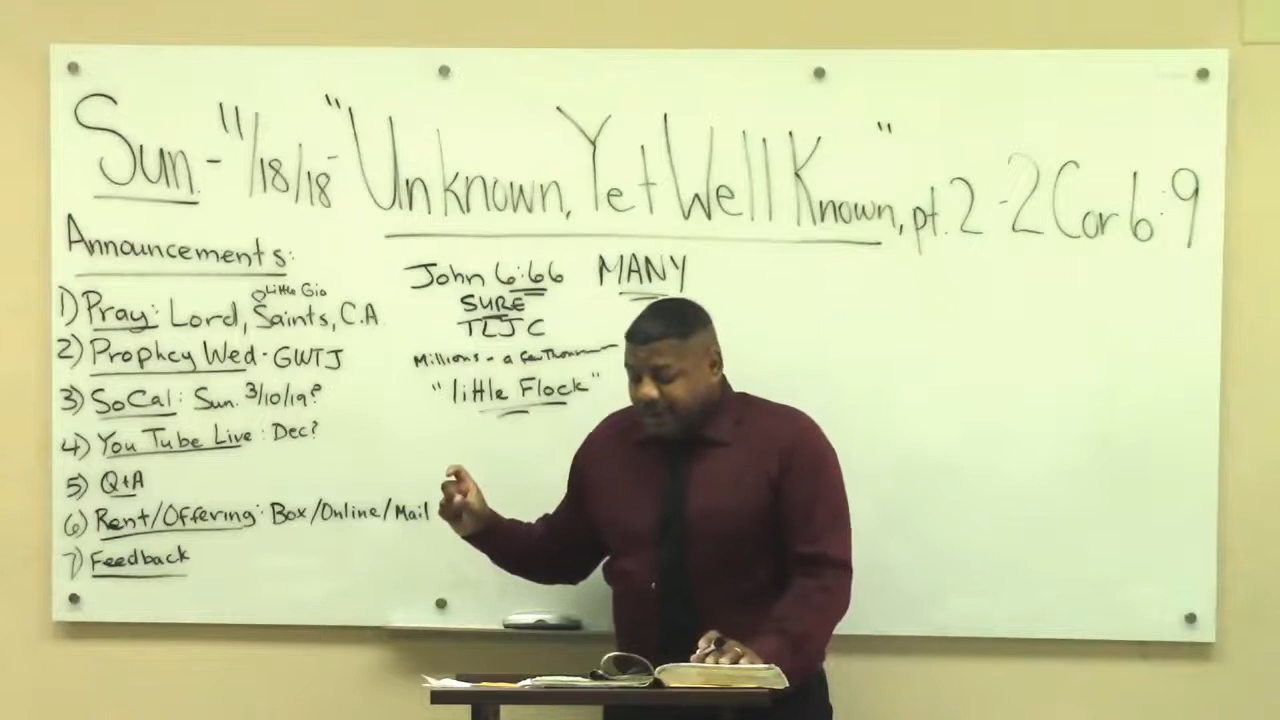 Sun. - 11/18/18 - "Unknown, Yet Well Known", pt. 2 - 2 Cor 6:9
Announcements:
Little Gio
1) Pray: Lord, Saints, C.A.
2) Prophcy Wed - GWTJ
3) SoCal: Sun. 3/10/19?
4) You Tube Live: Dec?
5) Q+A
6) Rent/Offering: Box/Online/Mail
7) Feedback
John 6:66 MANY
SURE
TLJC
Millions - a few
"little Flock"